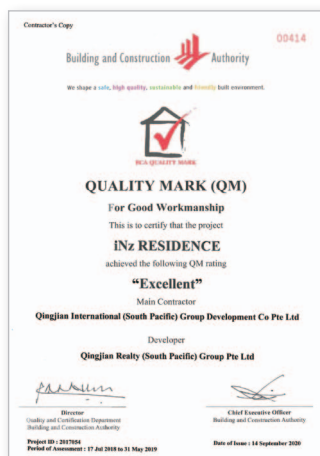 Contractor's Copy
00414
Building and Construction Authority
We shape a safe, high quality, sustainable and friendly built environment.
BCA QUALITY MARK
QUALITY MARK (QM)
For Good Workmanship
This is to certify that the project
iNz RESIDENCE
achieved the following QM rating
"Excellent"
Main Contractor
Qingjian International (South Pacific) Group Development Co Pte Ltd
Developer
Qingjian Realty (South Pacific) Group Pte Ltd
Director
Quality and Certification Department
Building and Construction Authority
Chief Executive Officer
Building and Construction Authority
Project ID : 2017054
Period of Assessment : 17 Jul 2018 to 31 May 2019
Date of Issue : 14 September 2020